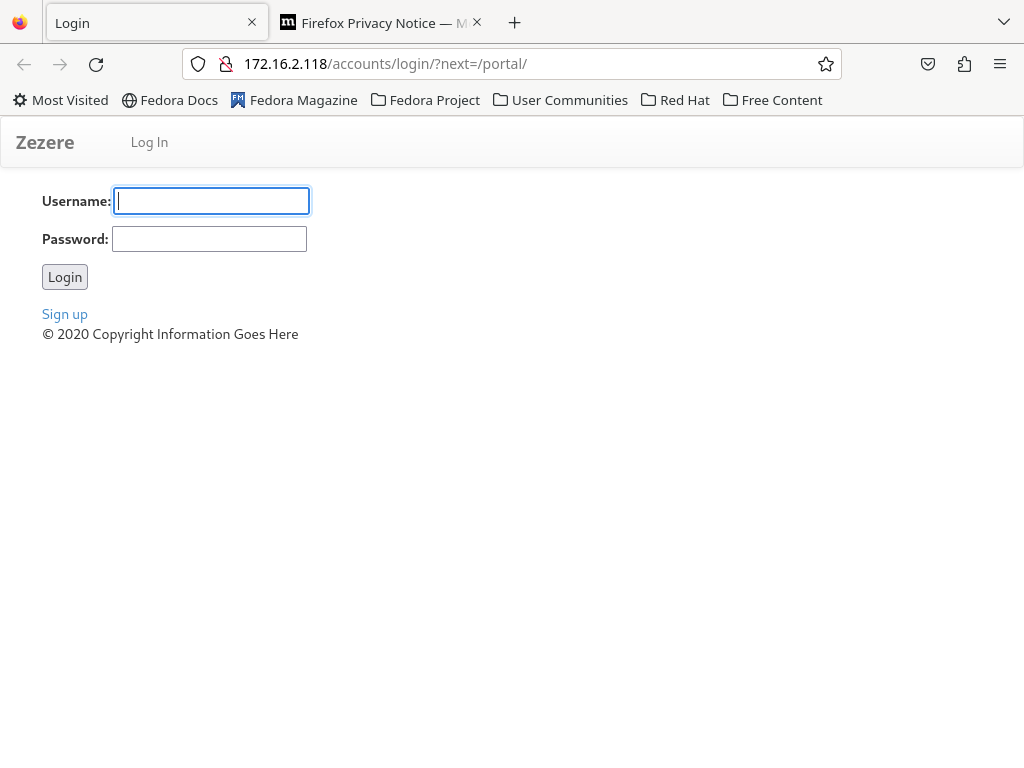 Login
Firefox Privacy Notice — M
172.16.2.118/accounts/login/?next=/portal/
Most Visited Fedora Docs Fedora Magazine Fedora Project User Communities Red Hat Free Content
Zezere Log In
Username:
Password:
Login
Sign up
© 2020 Copyright Information Goes Here